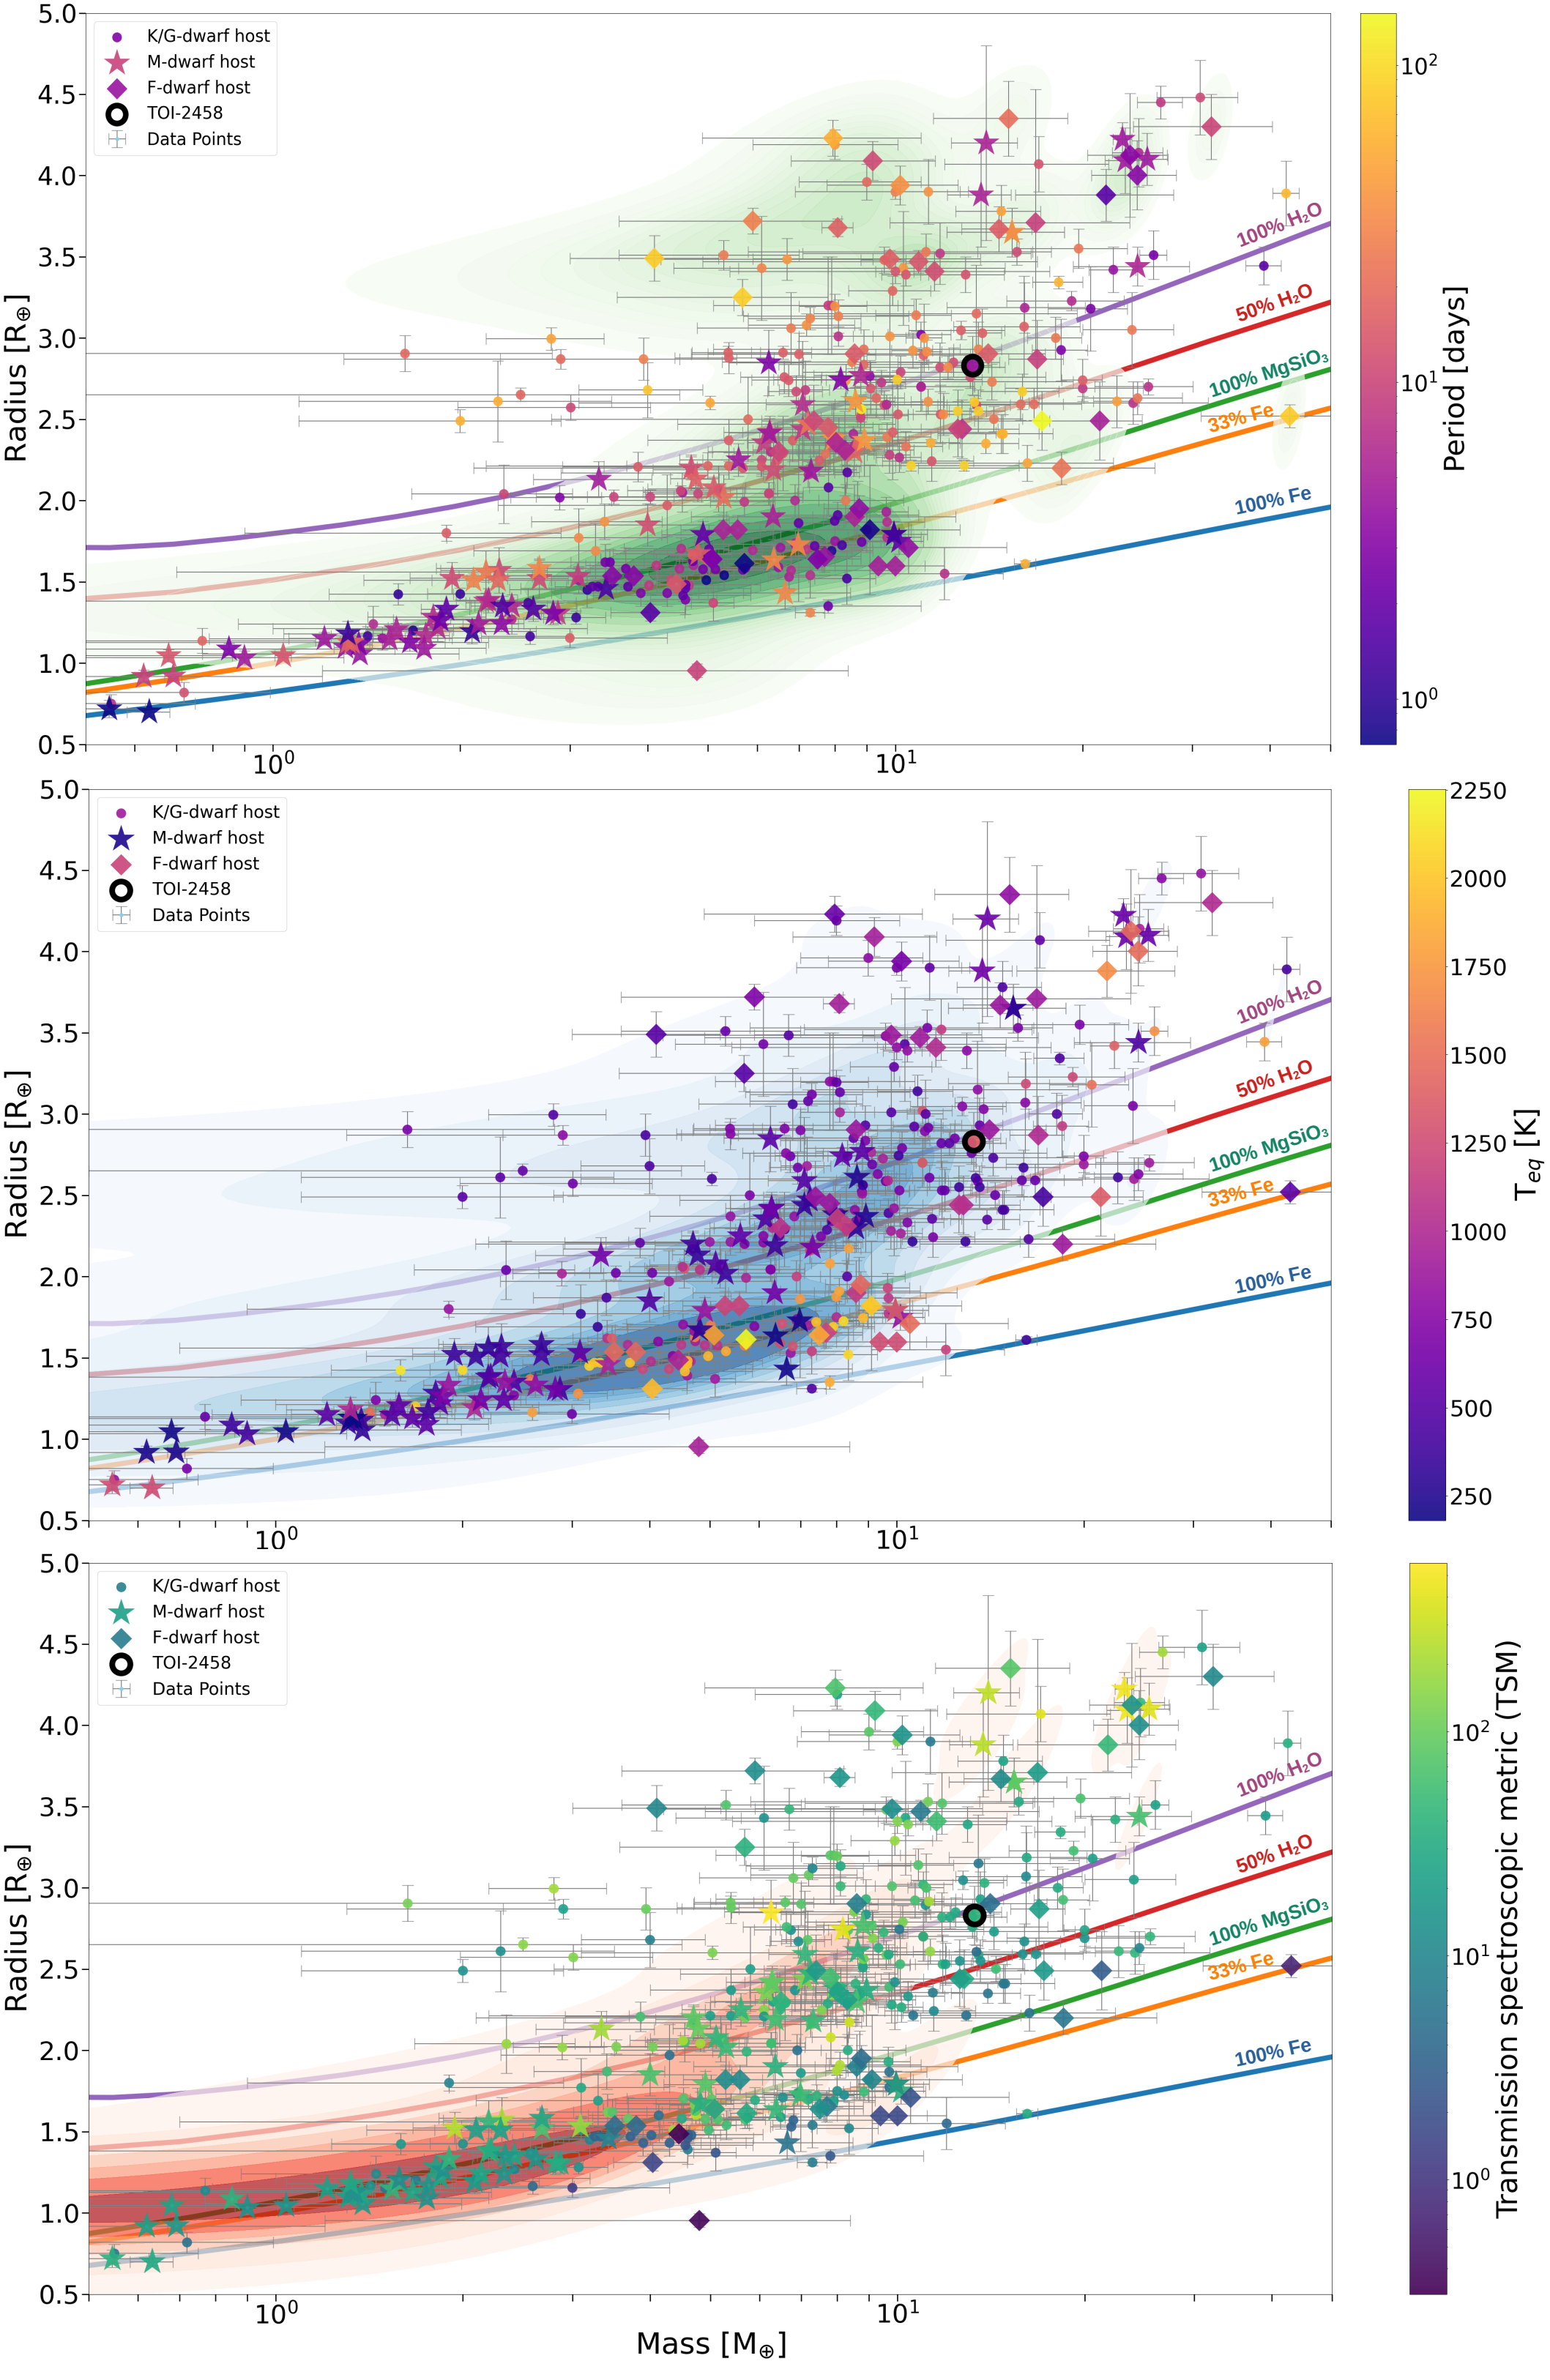 5.0
4.5
4.0
3.5
3.0
2.5
2.0
1.5
1.0
0.5
Radius [R⊕]
K/G-dwarf host
M-dwarf host
F-dwarf host
TOI-2458
Data Points
100% H₂O
50% H₂O
100% MgSiO₃
33% Fe
100% Fe
10⁰
10¹
10²
10¹
10⁰
Period [days]
5.0
4.5
4.0
3.5
3.0
2.5
2.0
1.5
1.0
0.5
Radius [R⊕]
K/G-dwarf host
M-dwarf host
F-dwarf host
TOI-2458
Data Points
100% H₂O
50% H₂O
100% MgSiO₃
33% Fe
100% Fe
10⁰
10¹
2250
2000
1750
1500
1250
1000
750
500
250
Teq [K]
5.0
4.5
4.0
3.5
3.0
2.5
2.0
1.5
1.0
0.5
Radius [R⊕]
K/G-dwarf host
M-dwarf host
F-dwarf host
TOI-2458
Data Points
100% H₂O
50% H₂O
100% MgSiO₃
33% Fe
100% Fe
10⁰
10¹
Mass [M⊕]
10²
10¹
10⁰
Transmission spectroscopic metric (TSM)